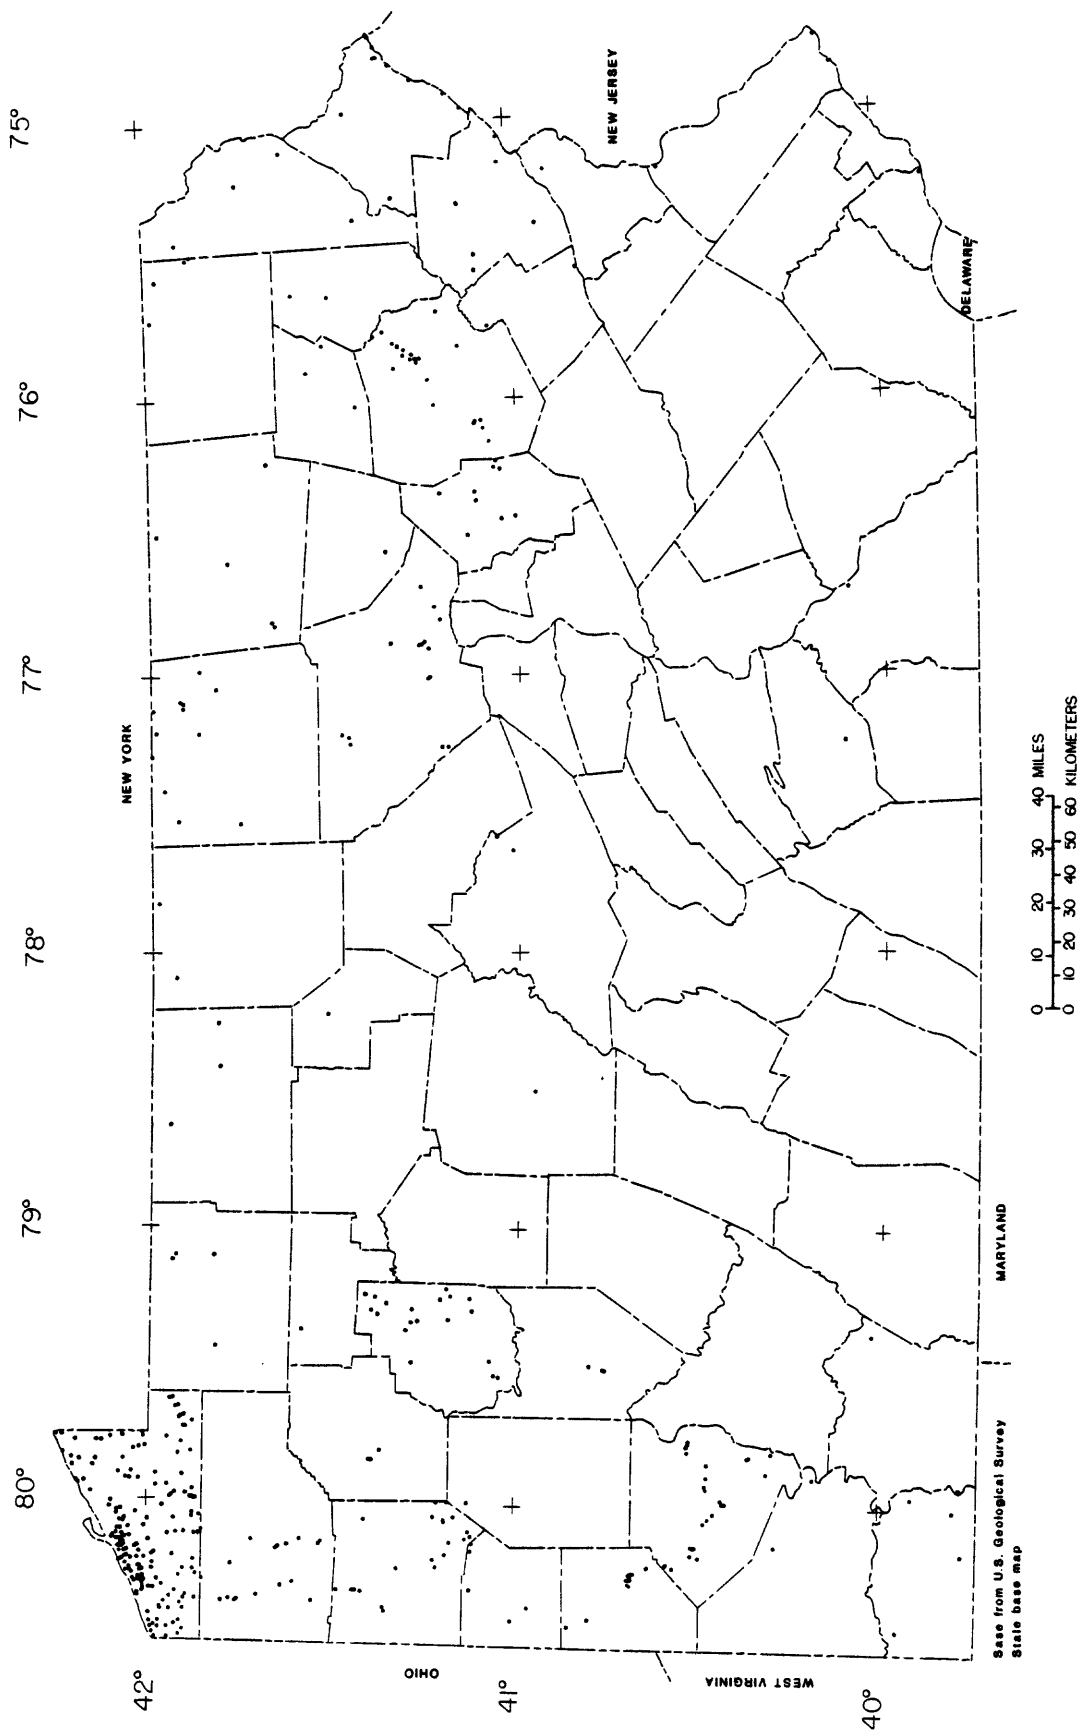 75°
76°
77°
78°
79°
80°
42°
41°
40°
NEW YORK
NEW JERSEY
DELAWARE
MARYLAND
OHIO
WEST VIRGINIA
0 10 20 30 40 MILES
0 10 20 30 40 50 60 KILOMETERS
Base from U.S. Geological Survey
State base map